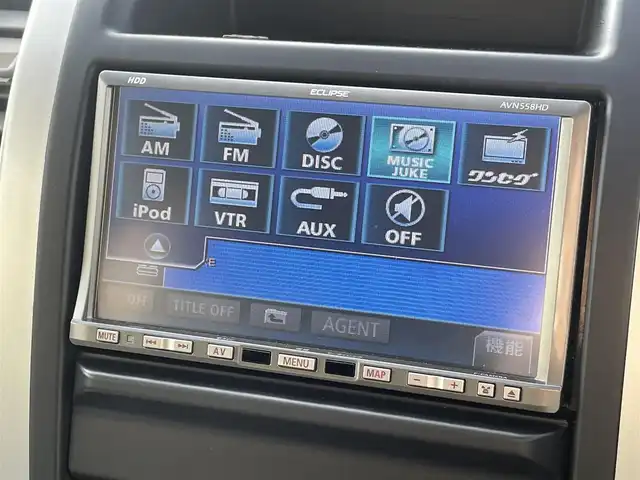 HDD
ECLIPSE
AVN558HD
AM
FM
DISC
MUSIC
JUKE
ワンセグ
iPod
VTR
AUX
OFF
TITLE OFF
AGENT
機能
MUTE
AV
MENU
MAP
− +